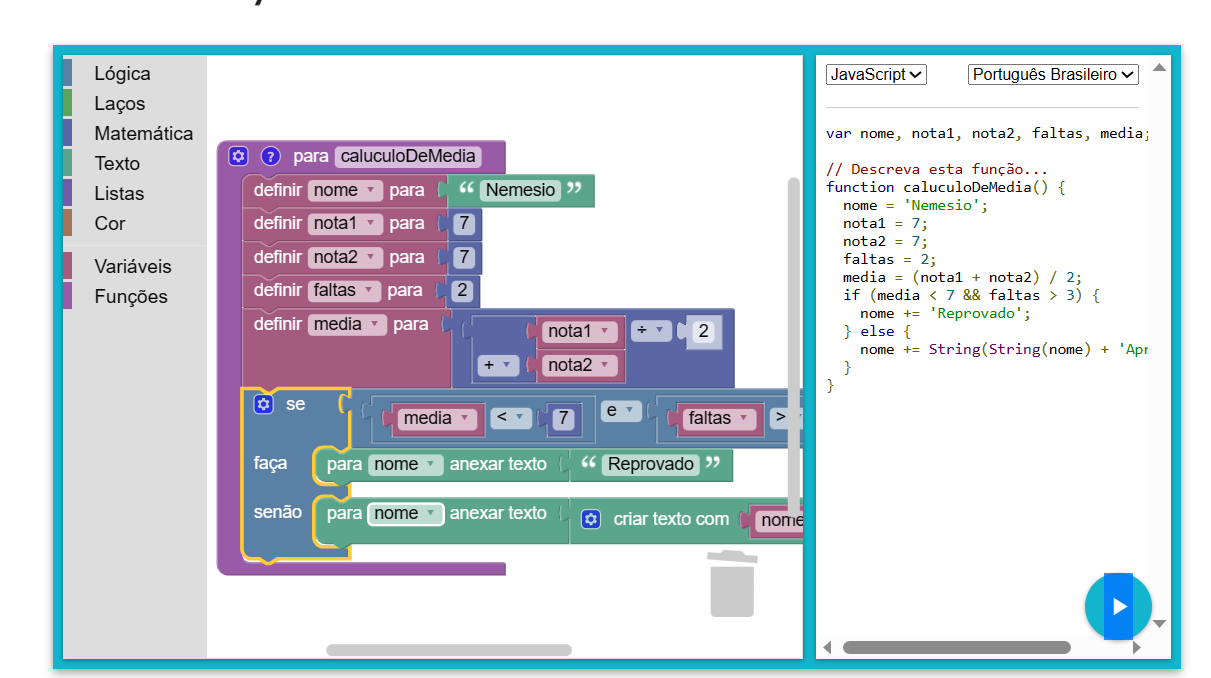 Lógica
Laços
Matemática
Texto
Listas
Cor
Variáveis
Funções
? para caluculoDeMedia
definir nome para “ Nemesio ”
definir nota1 para 7
definir nota2 para 7
definir faltas para 2
definir media para nota1 + nota2 ÷ 2
se media < 7 e faltas >
faça para nome anexar texto “ Reprovado ”
senão para nome anexar texto criar texto com nome
JavaScript Português Brasileiro
var nome, nota1, nota2, faltas, media;
// Descreva esta função...
function caluculoDeMedia() {
  nome = 'Nemesio';
  nota1 = 7;
  nota2 = 7;
  faltas = 2;
  media = (nota1 + nota2) / 2;
  if (media < 7 && faltas > 3) {
    nome += 'Reprovado';
  } else {
    nome += String(String(nome) + 'Apr
  }
}